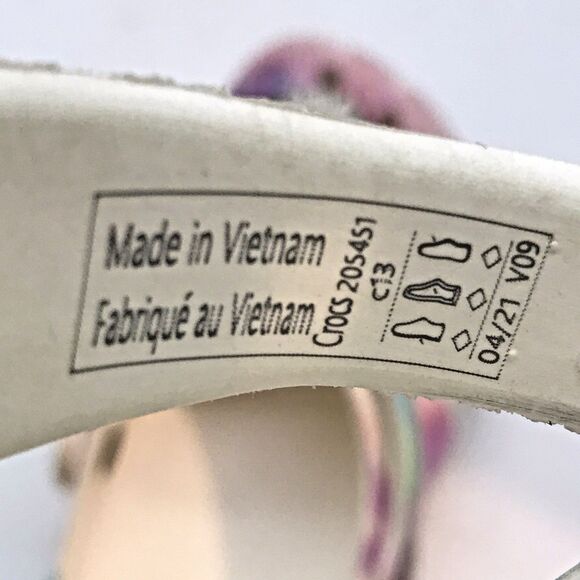 Made in Vietnam
Fabriqué au Vietnam
Crocs 205451
c13
04/21 V09